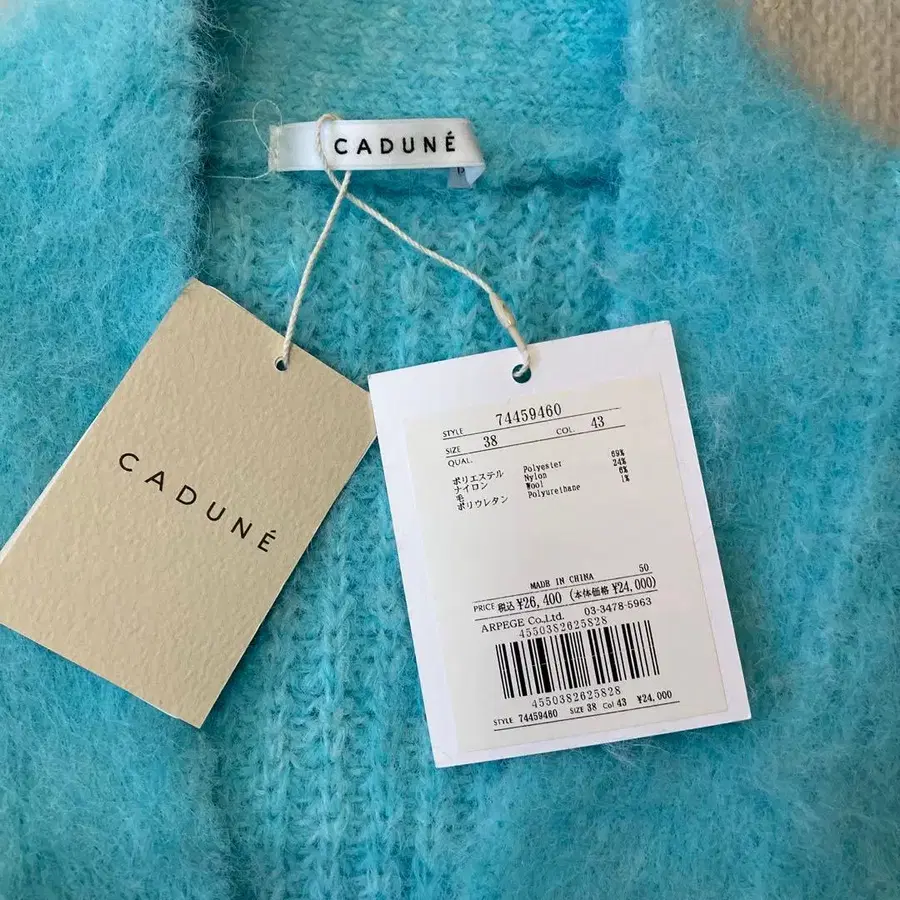 CADUNÉ
CADUNÉ
STYLE 74459460
SIZE 38 COL. 43
QUAL.
ポリエステル Polyester 69%
ナイロン Nylon 24%
毛 Wool 6%
ポリウレタン Polyurethane 1%
MADE IN CHINA 50
PRICE 税込 ¥26,400 (本体価格 ¥24,000)
ARPEGE Co.,Ltd. 03-3478-5963
4550382625828
4550382625828
STYLE 74459460 SIZE 38 Col 43 ¥24,000